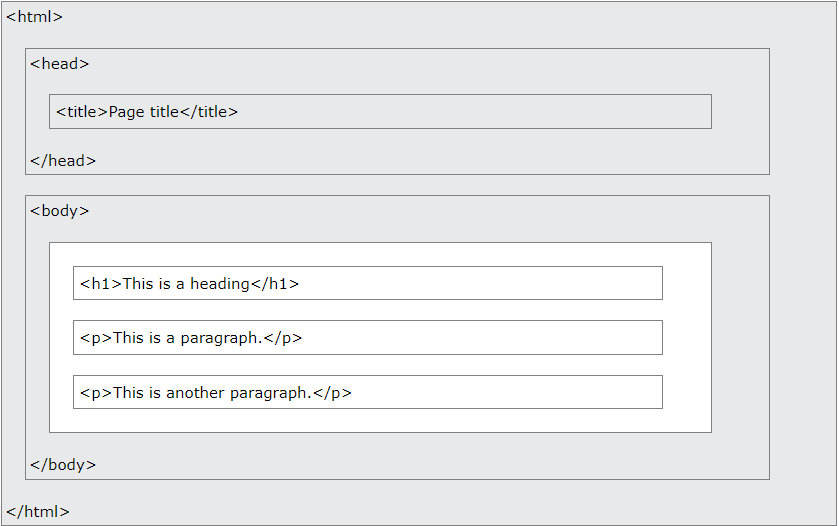 <html>
<head>
<title>Page title</title>
</head>
<body>
<h1>This is a heading</h1>
<p>This is a paragraph.</p>
<p>This is another paragraph.</p>
</body>
</html>